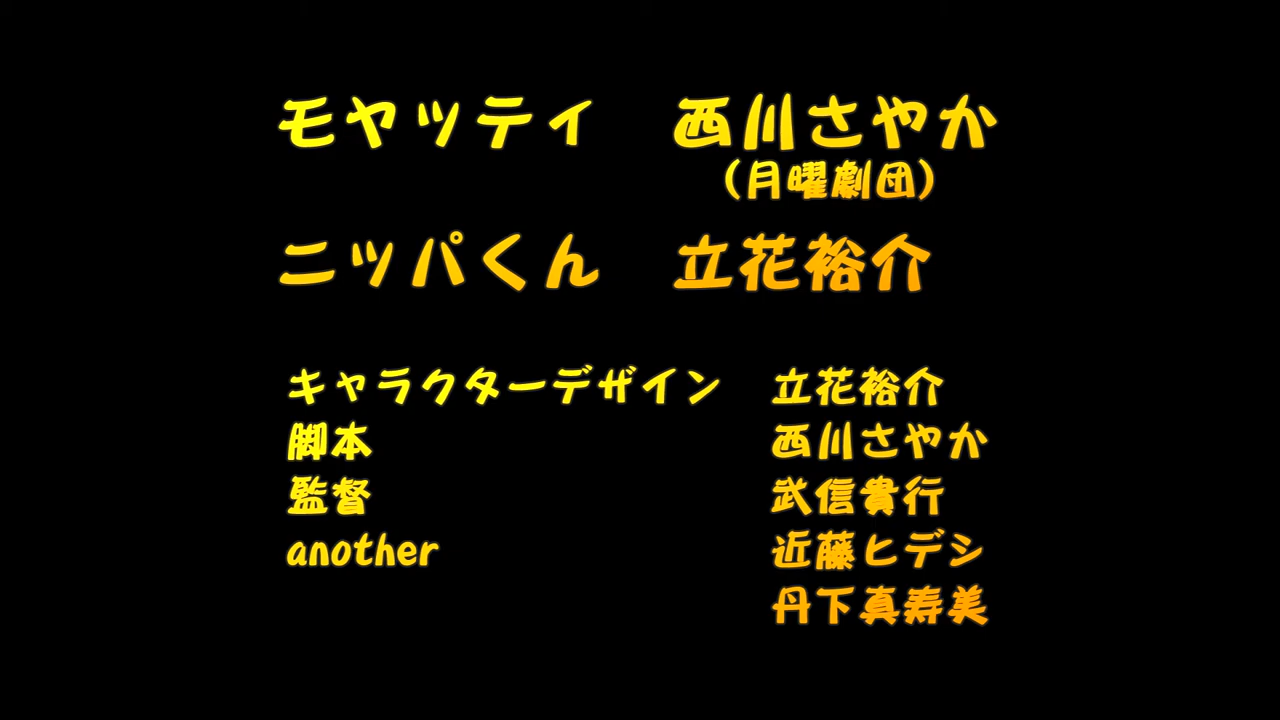 モヤッティ　西川さやか
（月曜劇団）
ニッパくん　立花裕介
キャラクターデザイン　立花裕介
脚本　西川さやか
監督　武信貴行
another　近藤ヒデシ
丹下真寿美